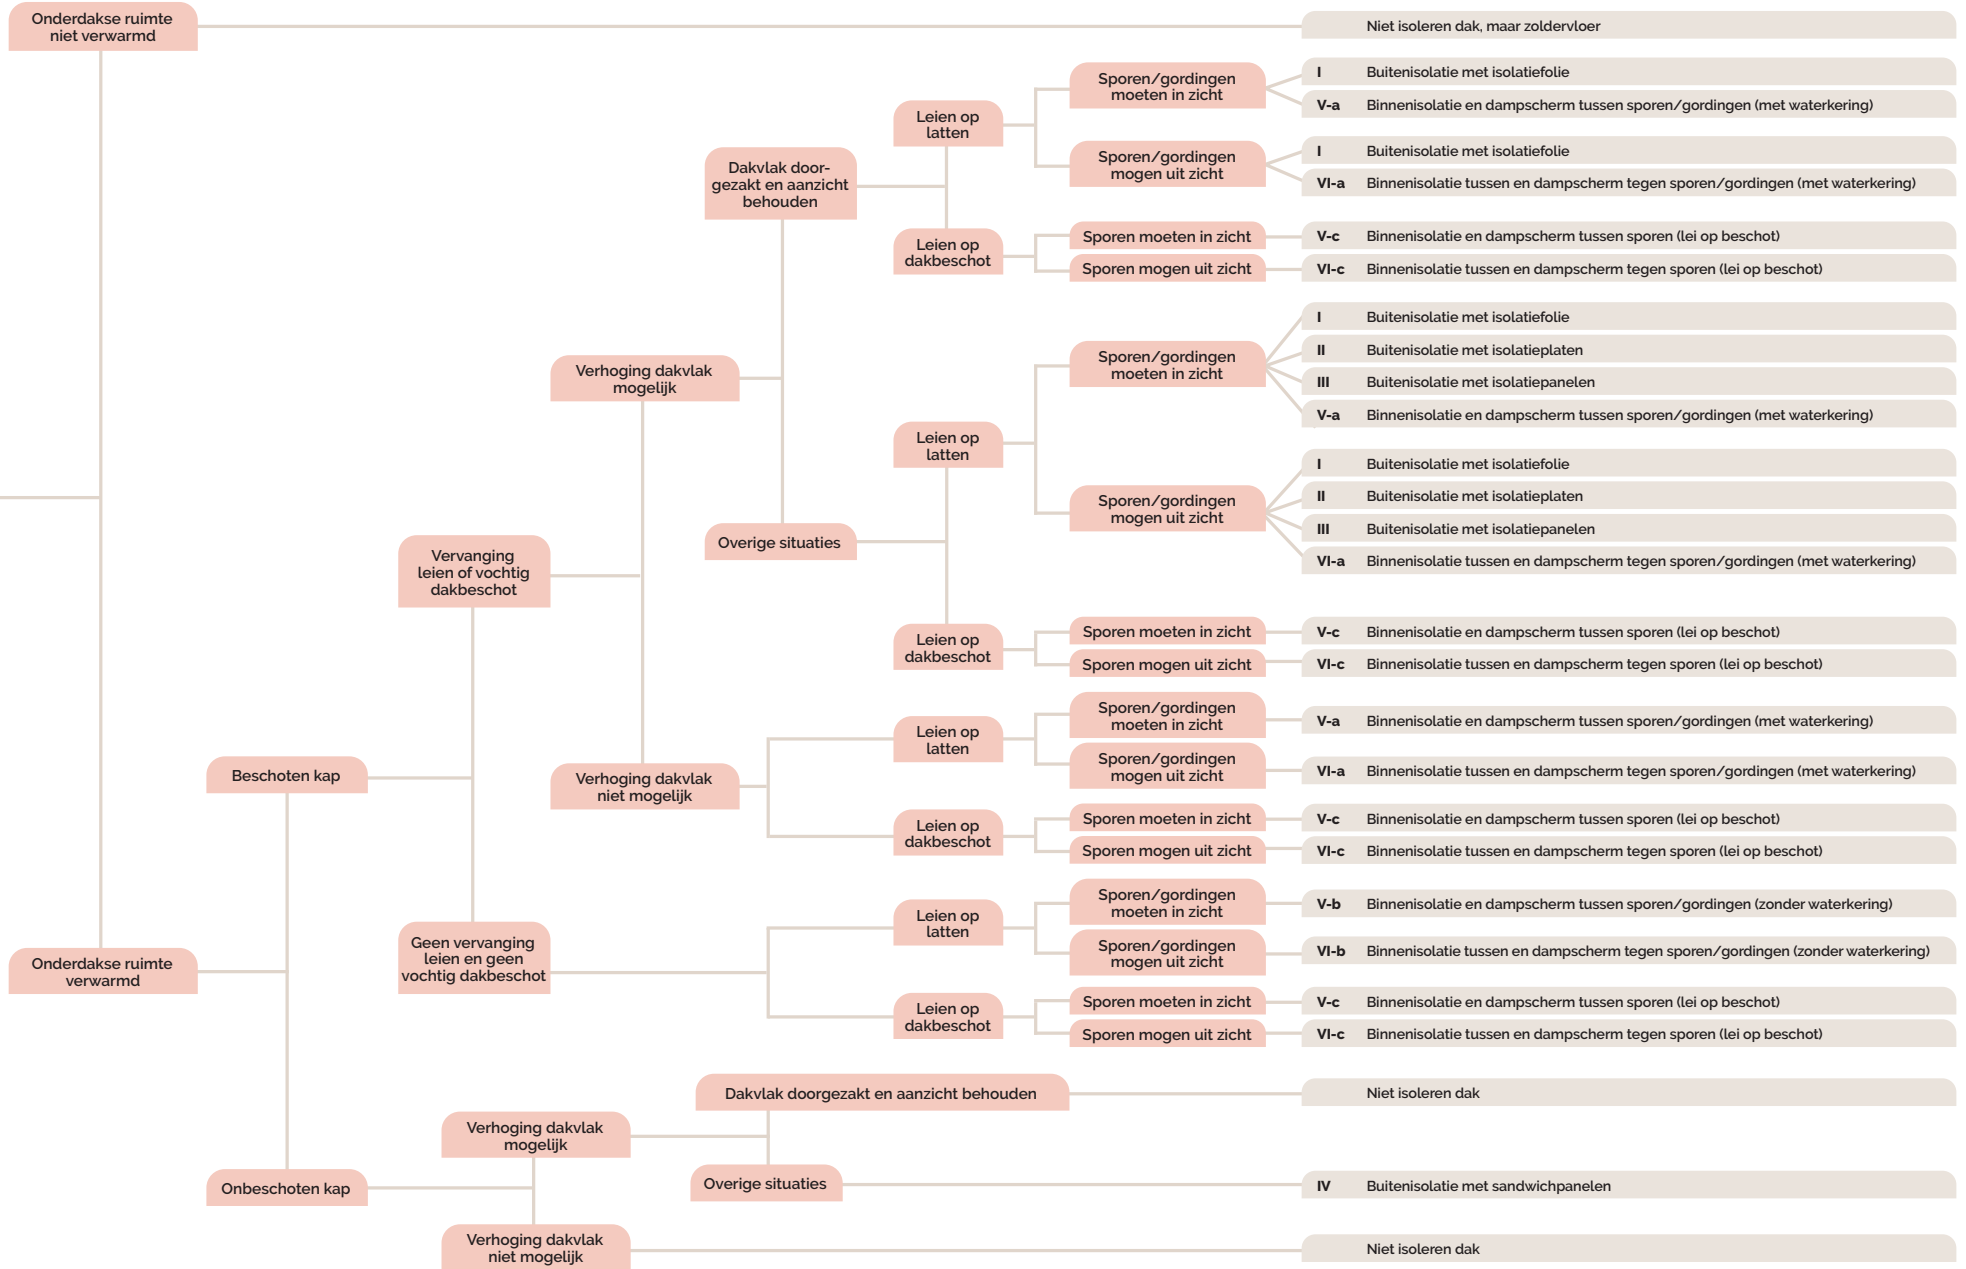 Onderdakse ruimte
niet verwarmd
Niet isoleren dak, maar zoldervloer
Sporen/gordingen
moeten in zicht
I Buitenisolatie met isolatiefolie
V-a Binnenisolatie en dampscherm tussen sporen/gordingen (met waterkering)
Leien op
latten
Sporen/gordingen
mogen uit zicht
I Buitenisolatie met isolatiefolie
VI-a Binnenisolatie tussen en dampscherm tegen sporen/gordingen (met waterkering)
Dakvlak door-
gezakt en aanzicht
behouden
Leien op
dakbeschot
Sporen moeten in zicht
V-c Binnenisolatie en dampscherm tussen sporen (lei op beschot)
Sporen mogen uit zicht
VI-c Binnenisolatie tussen en dampscherm tegen sporen (lei op beschot)
Verhoging dakvlak
mogelijk
Sporen/gordingen
moeten in zicht
I Buitenisolatie met isolatiefolie
II Buitenisolatie met isolatieplaten
III Buitenisolatie met isolatiepanelen
V-a Binnenisolatie en dampscherm tussen sporen/gordingen (met waterkering)
Leien op
latten
Sporen/gordingen
mogen uit zicht
I Buitenisolatie met isolatiefolie
II Buitenisolatie met isolatieplaten
III Buitenisolatie met isolatiepanelen
VI-a Binnenisolatie tussen en dampscherm tegen sporen/gordingen (met waterkering)
Overige situaties
Vervanging
leien of vochtig
dakbeschot
Leien op
dakbeschot
Sporen moeten in zicht
V-c Binnenisolatie en dampscherm tussen sporen (lei op beschot)
Sporen mogen uit zicht
VI-c Binnenisolatie tussen en dampscherm tegen sporen (lei op beschot)
Leien op
latten
Sporen/gordingen
moeten in zicht
V-a Binnenisolatie en dampscherm tussen sporen/gordingen (met waterkering)
Sporen/gordingen
mogen uit zicht
VI-a Binnenisolatie tussen en dampscherm tegen sporen/gordingen (met waterkering)
Beschoten kap
Verhoging dakvlak
niet mogelijk
Leien op
dakbeschot
Sporen moeten in zicht
V-c Binnenisolatie en dampscherm tussen sporen (lei op beschot)
Sporen mogen uit zicht
VI-c Binnenisolatie tussen en dampscherm tegen sporen (lei op beschot)
Leien op
latten
Sporen/gordingen
moeten in zicht
V-b Binnenisolatie en dampscherm tussen sporen/gordingen (zonder waterkering)
Sporen/gordingen
mogen uit zicht
VI-b Binnenisolatie tussen en dampscherm tegen sporen/gordingen (zonder waterkering)
Onderdakse ruimte
verwarmd
Geen vervanging
leien en geen
vochtig dakbeschot
Leien op
dakbeschot
Sporen moeten in zicht
V-c Binnenisolatie en dampscherm tussen sporen (lei op beschot)
Sporen mogen uit zicht
VI-c Binnenisolatie tussen en dampscherm tegen sporen (lei op beschot)
Dakvlak doorgezakt en aanzicht behouden
Niet isoleren dak
Verhoging dakvlak
mogelijk
Overige situaties
IV Buitenisolatie met sandwichpanelen
Onbeschoten kap
Verhoging dakvlak
niet mogelijk
Niet isoleren dak